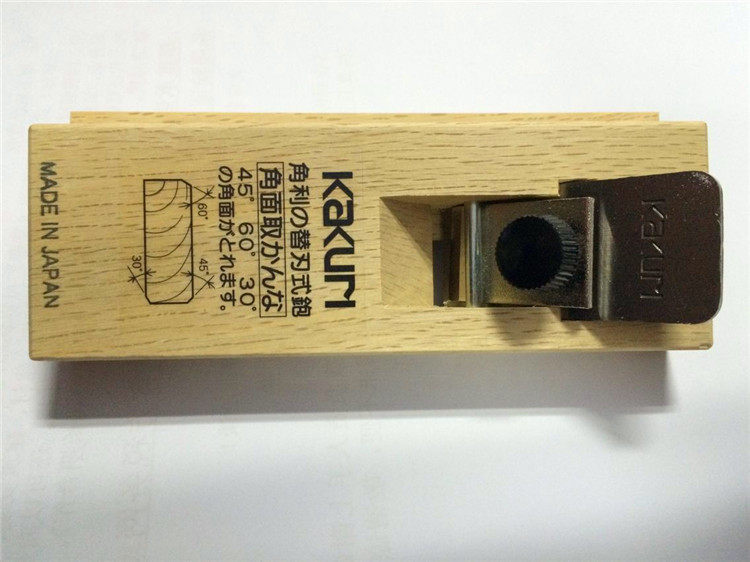 KAKURI
角利の替刃式鉋
角面取かんな
45° 60° 30°
の角面がとれます。
60°
45°
30°
MADE IN JAPAN
KAKURI